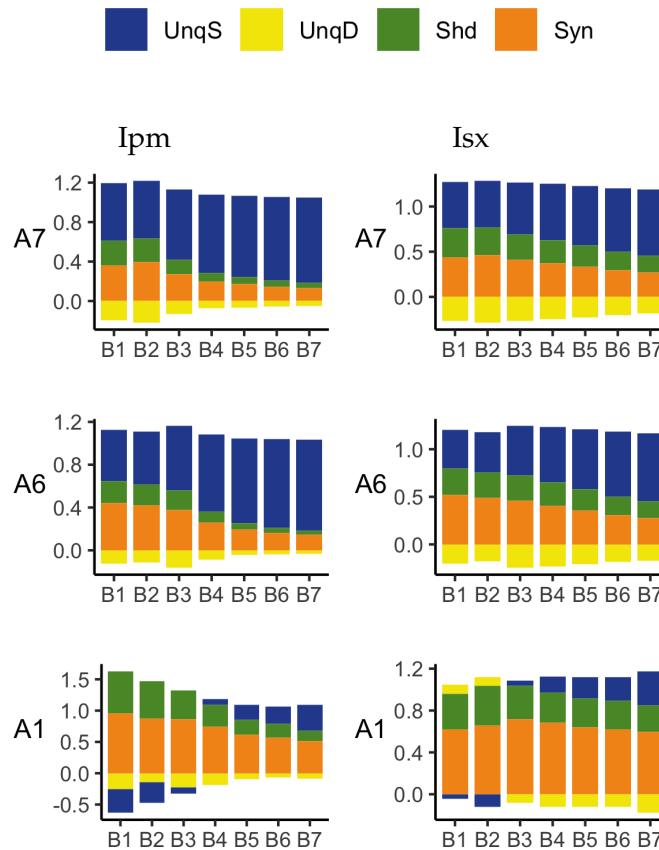 UnqS UnqD Shd Syn
Ipm Isx
A7 1.2 0.8 0.4 0.0 B1 B2 B3 B4 B5 B6 B7
1.0 0.5 0.0 A7 B1 B2 B3 B4 B5 B6 B7
A6 1.2 0.8 0.4 0.0 B1 B2 B3 B4 B5 B6 B7
1.0 0.5 0.0 A6 B1 B2 B3 B4 B5 B6 B7
A1 1.5 1.0 0.5 0.0 -0.5 B1 B2 B3 B4 B5 B6 B7
1.2 0.8 0.4 0.0 A1 B1 B2 B3 B4 B5 B6 B7